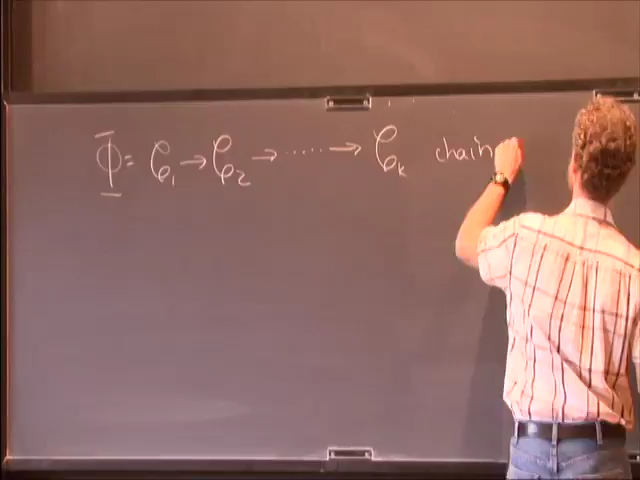 Φ = 𝒞₁ → 𝒞₂ → ..... → 𝒞ₖ chain